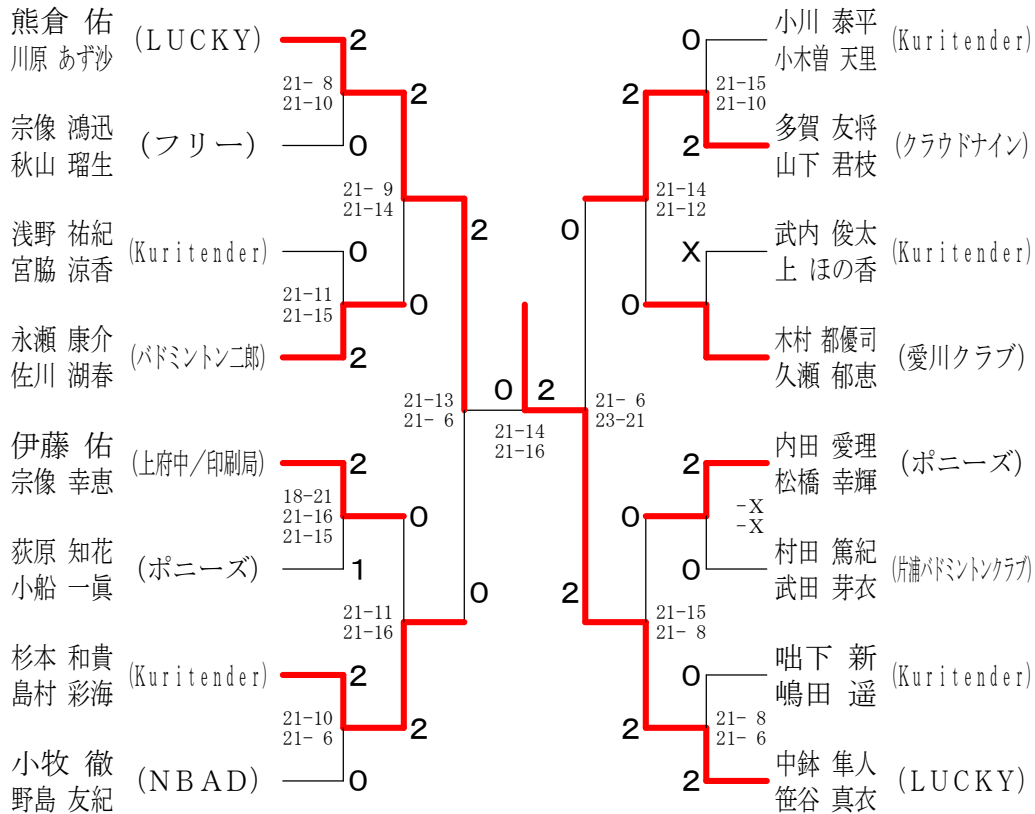 熊倉 佑
川原 あず沙
(LUCKY)
2
21- 8
21-10
2
宗像 鴻迅
秋山 瑠生
(フリー)
0
21- 9
21-14
2
浅野 祐紀
宮脇 涼香
(Kuritender)
0
21-11
21-15
0
永瀬 康介
佐川 湖春
(バドミントン二郎)
2
21-13
21- 6
伊藤 佑
宗像 幸恵
(上府中/印刷局)
2
18-21
21-16
21-15
0
荻原 知花
小船 一眞
(ポニーズ)
1
21-11
21-16
0
杉本 和貴
島村 彩海
(Kuritender)
2
21-10
21- 6
2
小牧 徹
野島 友紀
(NBAD)
0
0
2
21-14
21-16
0
小川 泰平
小木曽 天里
(Kuritender)
21-15
21-10
2
2
多賀 友将
山下 君枝
(クラウドナイン)
21-14
21-12
0
X
武内 俊太
上 ほの香
(Kuritender)
0
木村 都優司
久瀬 郁恵
(愛川クラブ)
21- 6
23-21
2
内田 愛理
松橋 幸輝
(ポニーズ)
-X
-X
0
0
村田 篤紀
武田 芽衣
(片浦バドミントンクラブ)
21-15
21- 8
2
0
咄下 新
嶋田 遥
(Kuritender)
21- 8
21- 6
2
2
中鉢 隼人
笹谷 真衣
(LUCKY)